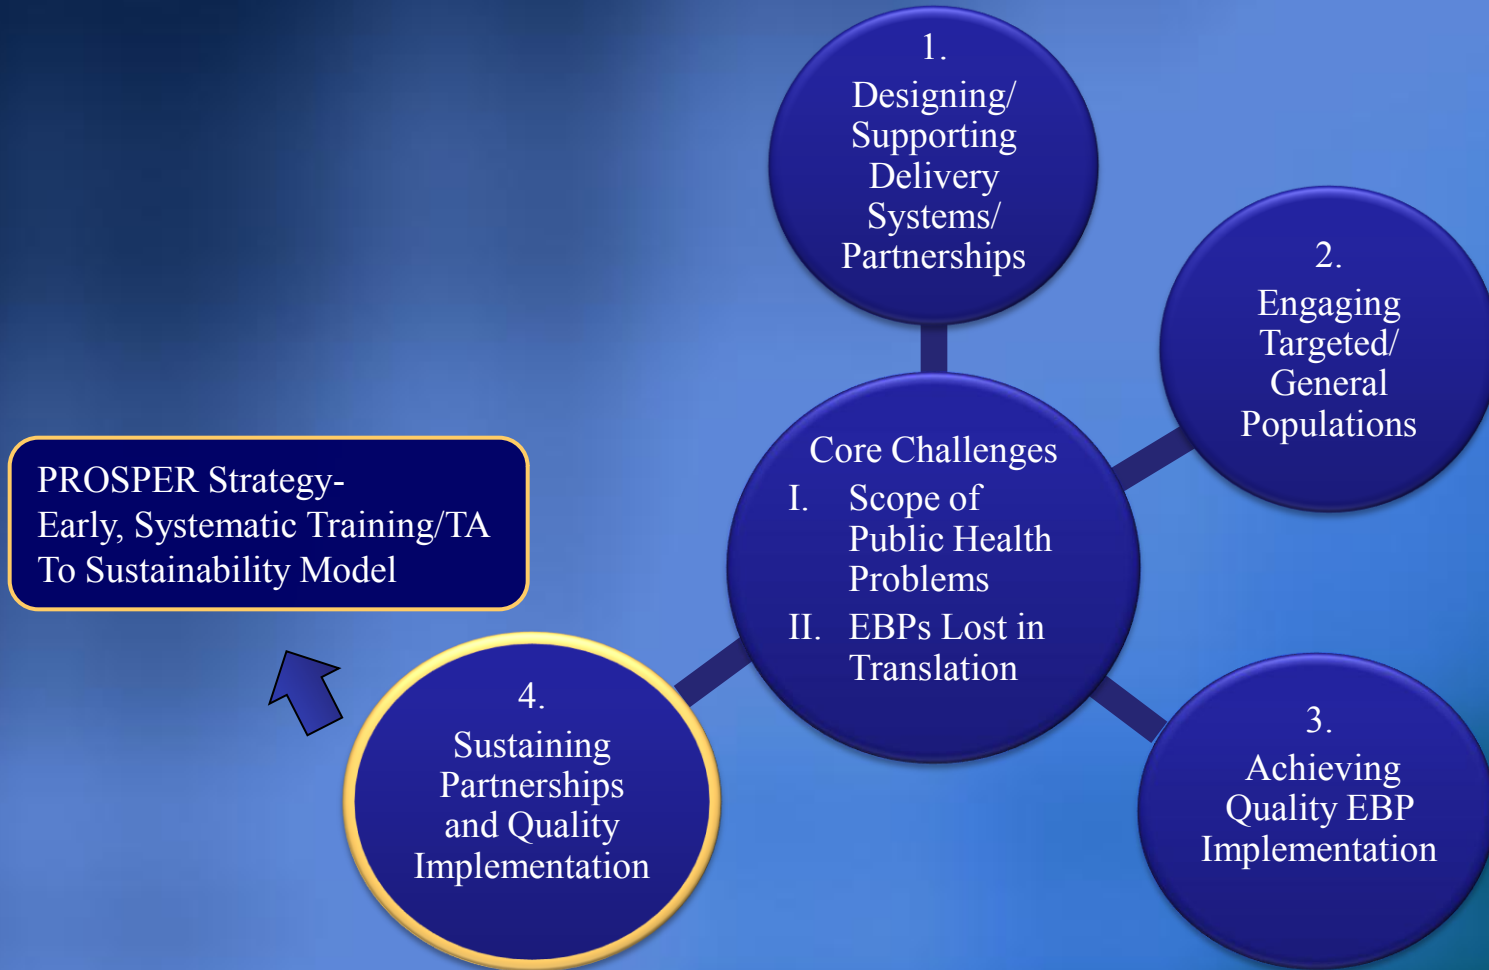 1.
Designing/
Supporting
Delivery
Systems/
Partnerships
2.
Engaging
Targeted/
General
Populations
Core Challenges
I. Scope of
Public Health
Problems
II. EBPs Lost in
Translation
PROSPER Strategy-
Early, Systematic Training/TA
To Sustainability Model
4.
Sustaining
Partnerships
and Quality
Implementation
3.
Achieving
Quality EBP
Implementation